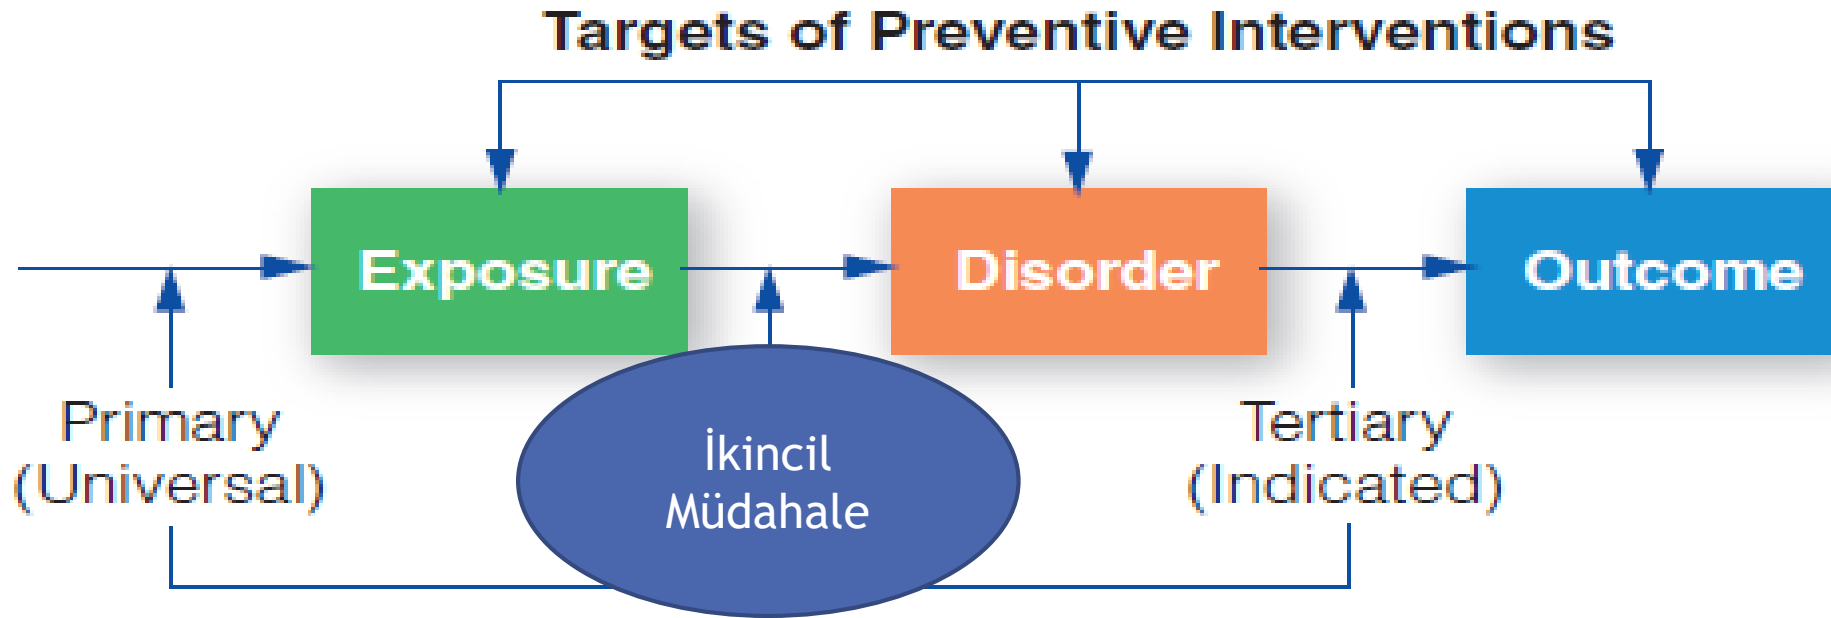 Targets of Preventive Interventions
Exposure
Disorder
Outcome
Primary
(Universal)
İkincil
Müdahale
Tertiary
(Indicated)